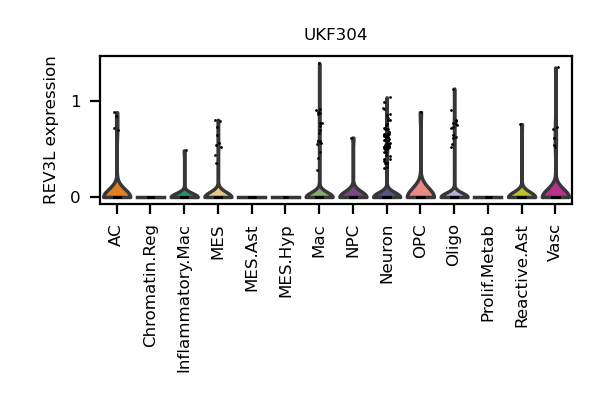 UKF304
REV3L expression
1
0
AC
Chromatin.Reg
Inflammatory.Mac
MES
MES.Ast
MES.Hyp
Mac
NPC
Neuron
OPC
Oligo
Prolif.Metab
Reactive.Ast
Vasc